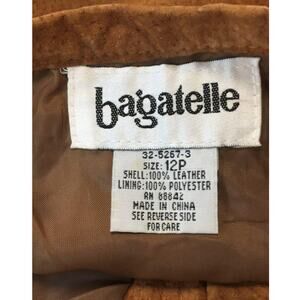 bagatelle
32-5267-3
SIZE: 12P
SHELL:100% LEATHER
LINING:100% POLYESTER
RN 88842
MADE IN CHINA
SEE REVERSE SIDE
FOR CARE